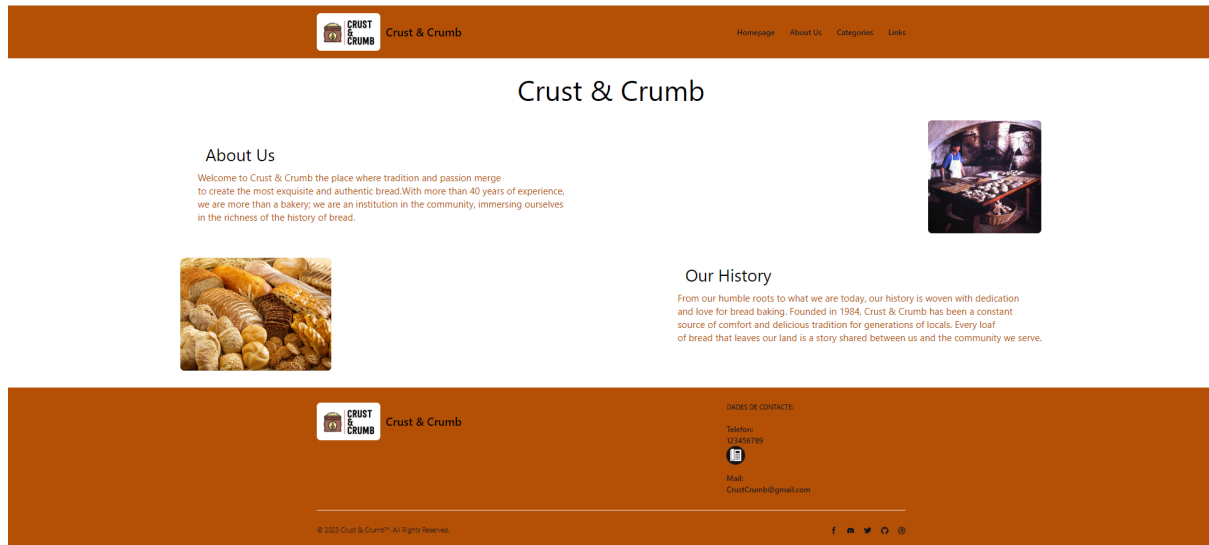 CRUST
&
CRUMB
Crust & Crumb
Homepage About Us Categories Links
Crust & Crumb
About Us
Welcome to Crust & Crumb the place where tradition and passion merge
to create the most exquisite and authentic bread.With more than 40 years of experience,
we are more than a bakery; we are an institution in the community, immersing ourselves
in the richness of the history of bread.
Our History
From our humble roots to what we are today, our history is woven with dedication
and love for bread baking. Founded in 1984, Crust & Crumb has been a constant
source of comfort and delicious tradition for generations of locals. Every loaf
of bread that leaves our land is a story shared between us and the community we serve.
CRUST
&
CRUMB
Crust & Crumb
DADES DE CONTACTE:
Telefon:
123456789
Mail:
CrustCrumb@gmail.com
© 2023 Crust & Crumb™. All Rights Reserved.